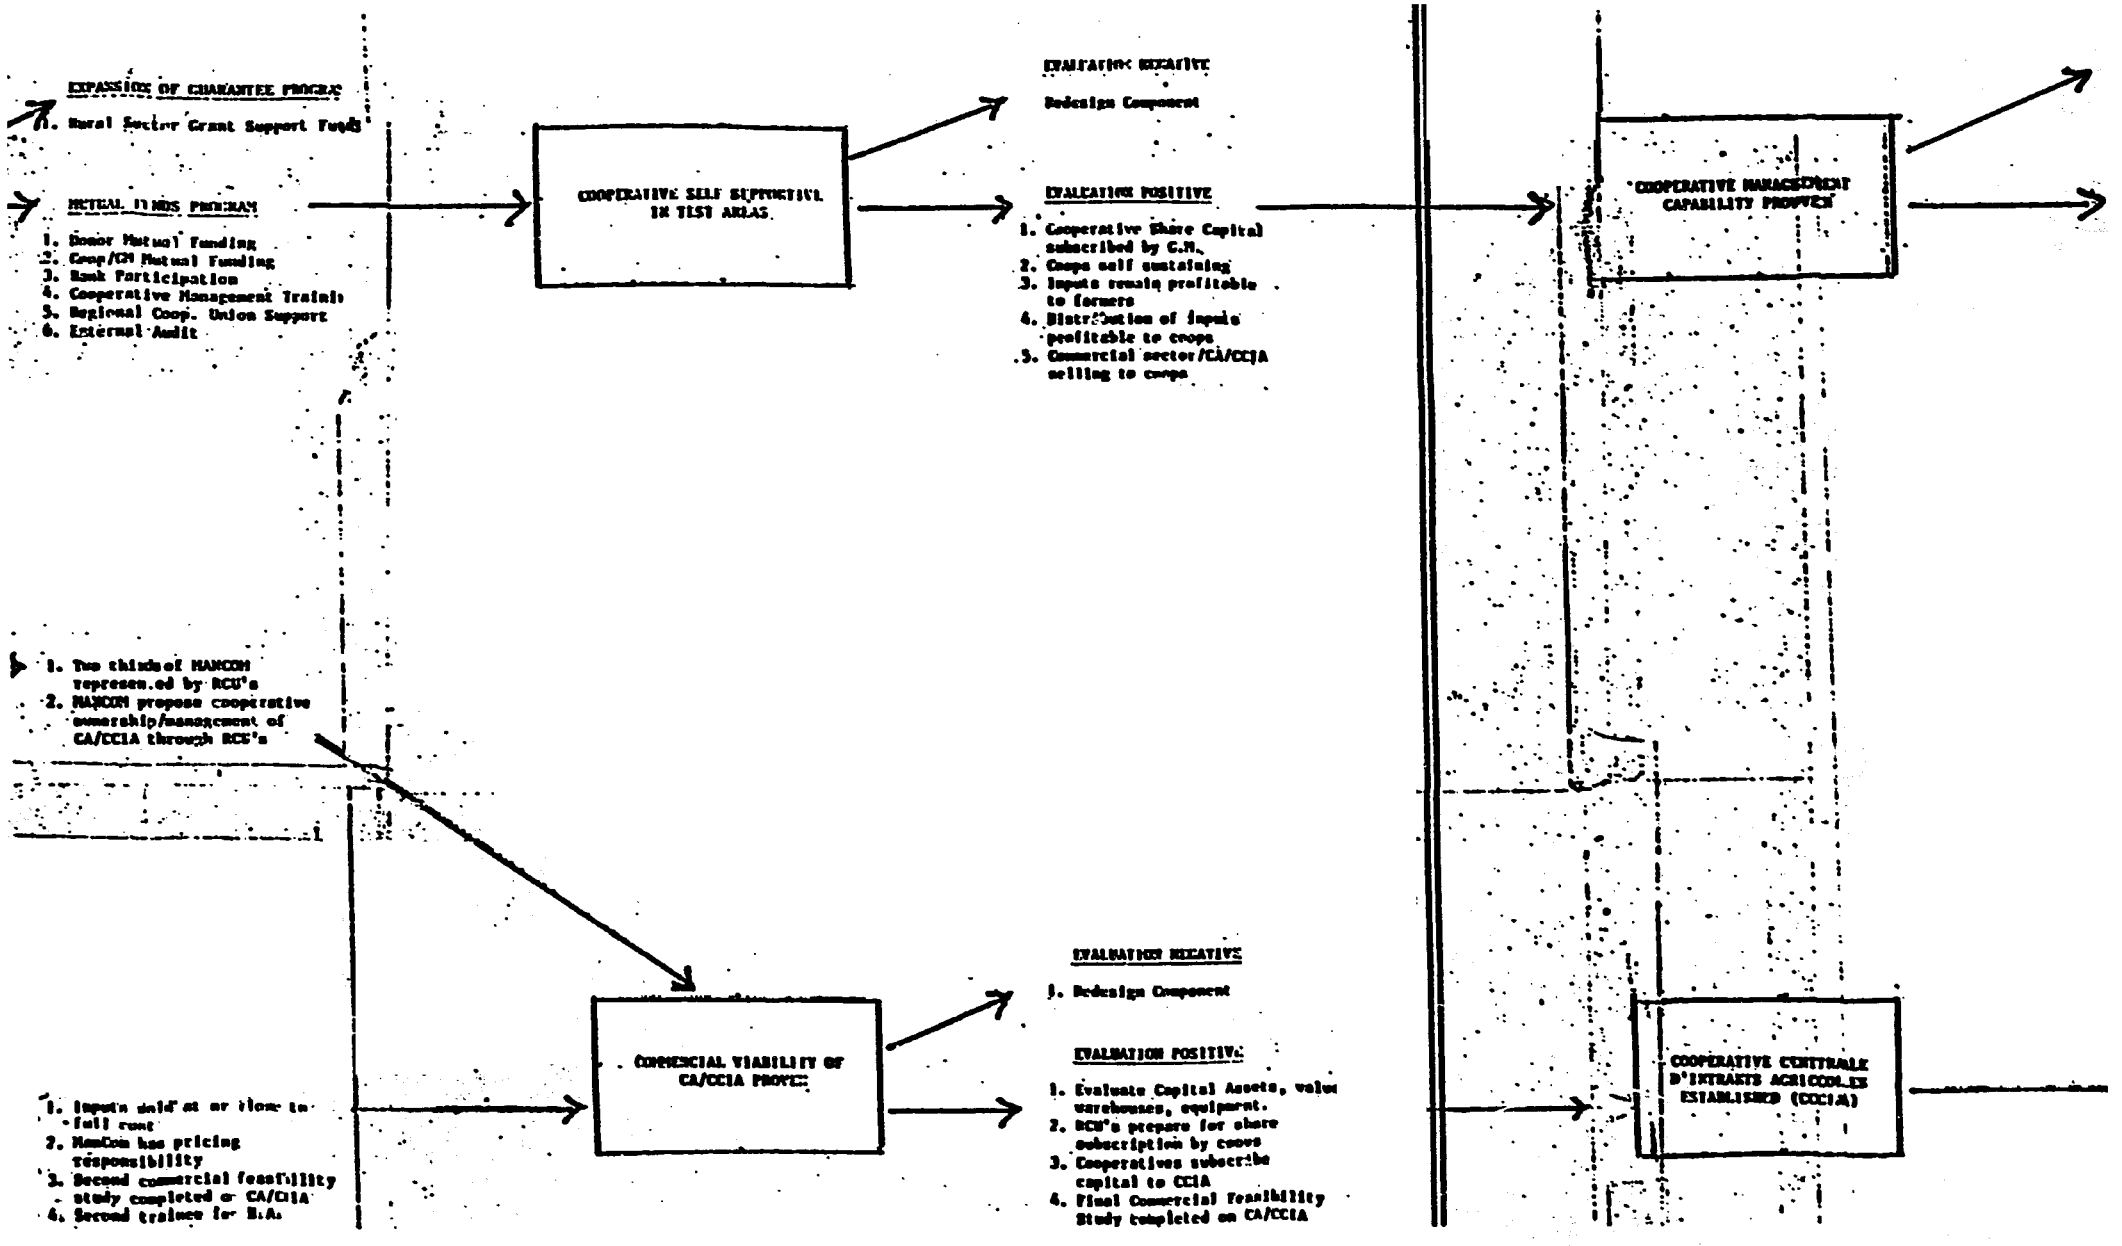 EXPANSION OF GUARANTEE PROGRA
1. Rural Sector Grant Support Funds
MUTUAL FUNDS PROGRAM
1. Donor Mutual Funding
2. Coop/GM Mutual Funding
3. Bank Participation
4. Cooperative Management Traini
5. Regional Coop. Union Support
6. External Audit
COOPERATIVE SELF SUPPORTIVE
IN TEST AREAS
EVALUATION NEGATIVE
Redesign Component
EVALUATION POSITIVE
1. Cooperative Share Capital
subscribed by G.M.
2. Coops self sustaining
3. Inputs remain profitable
to farmers
4. Distribution of inputs
profitable to coops
5. Commercial sector/CA/CCIA
selling to coops
COOPERATIVE MANAGEMENT
CAPABILITY PROVEN
1. Two thirds of MANCOM
represented by RCU's
2. MANCOM propose cooperative
ownership/management of
CA/CCIA through RCU's
1. Inputs sold at or close to
full cost
2. ManCom has pricing
responsibility
3. Second commercial feasibility
study completed on CA/CCIA
4. Second trainee for B.A.
COMMERCIAL VIABILITY OF
CA/CCIA PROVEN
EVALUATION NEGATIVE
1. Redesign Component
EVALUATION POSITIVE
1. Evaluate Capital Assets, value
warehouses, equipment.
2. RCU's prepare for share
subscription by coops
3. Cooperatives subscribe
capital to CCIA
4. Final Commercial Feasibility
Study completed on CA/CCIA
COOPERATIVE CENTTRALE
D'INTRANTS AGRICCOLES
ESTABLISHED (CCCIA)